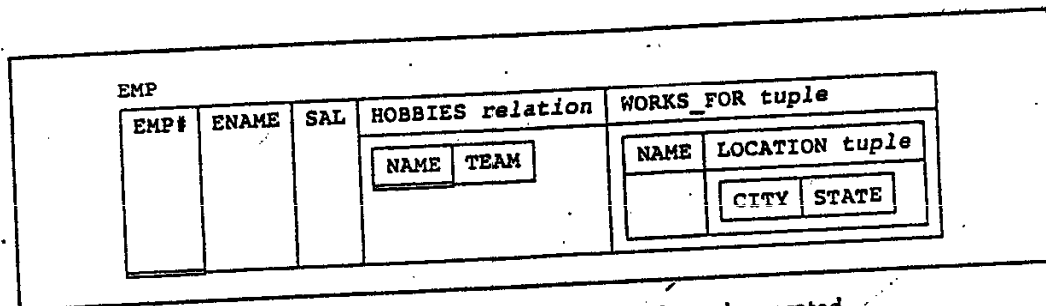 EMP
EMP# ENAME SAL HOBBIES relation WORKS_FOR tuple
NAME TEAM NAME LOCATION tuple
CITY STATE